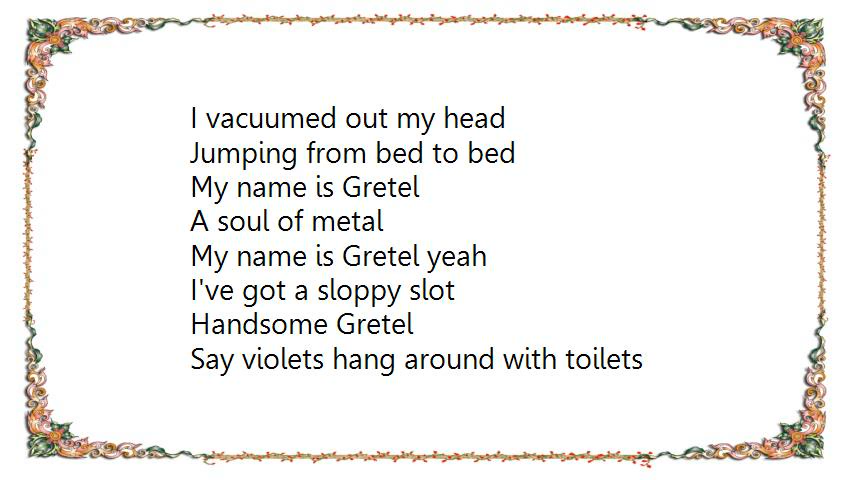 I vacuumed out my head
Jumping from bed to bed
My name is Gretel
A soul of metal
My name is Gretel yeah
I've got a sloppy slot
Handsome Gretel
Say violets hang around with toilets